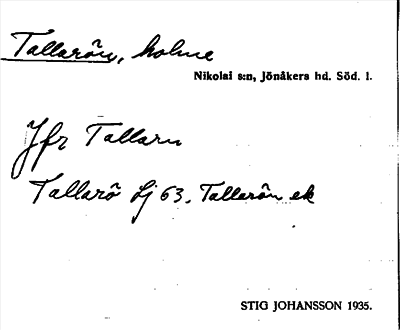 Tallarön, holme
Nikolai s:n, Jönåkers hd. Söd. l.
Jfr Tallarn
Tallarö Lj 63. Tallarön ek
STIG JOHANSSON 1935.